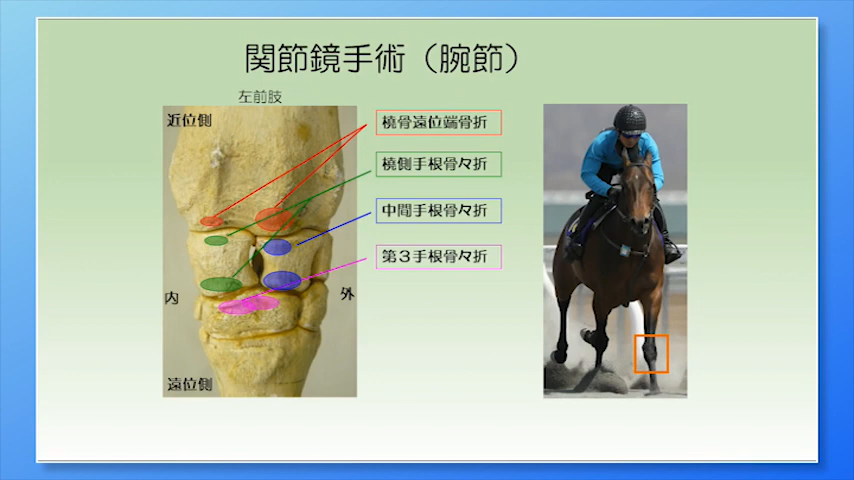 関節鏡手術（腕節）
左前肢
近位側
橈骨遠位端骨折
橈側手根骨々折
中間手根骨々折
第３手根骨々折
内
外
遠位側